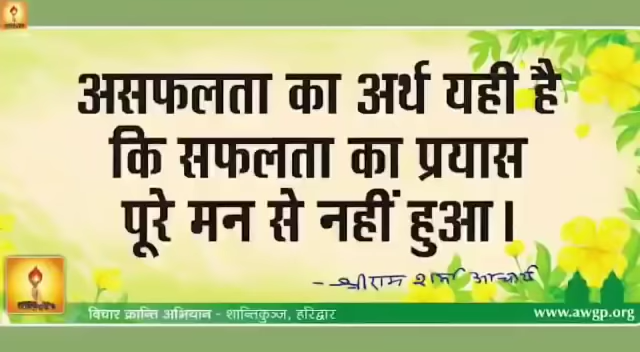 असफलता का अर्थ यही है
कि सफलता का प्रयास
पूरे मन से नहीं हुआ।
- श्रीराम शर्मा आचार्य
विचार क्रान्ति अभियान - शान्तिकुञ्ज, हरिद्वार
www.awgp.org